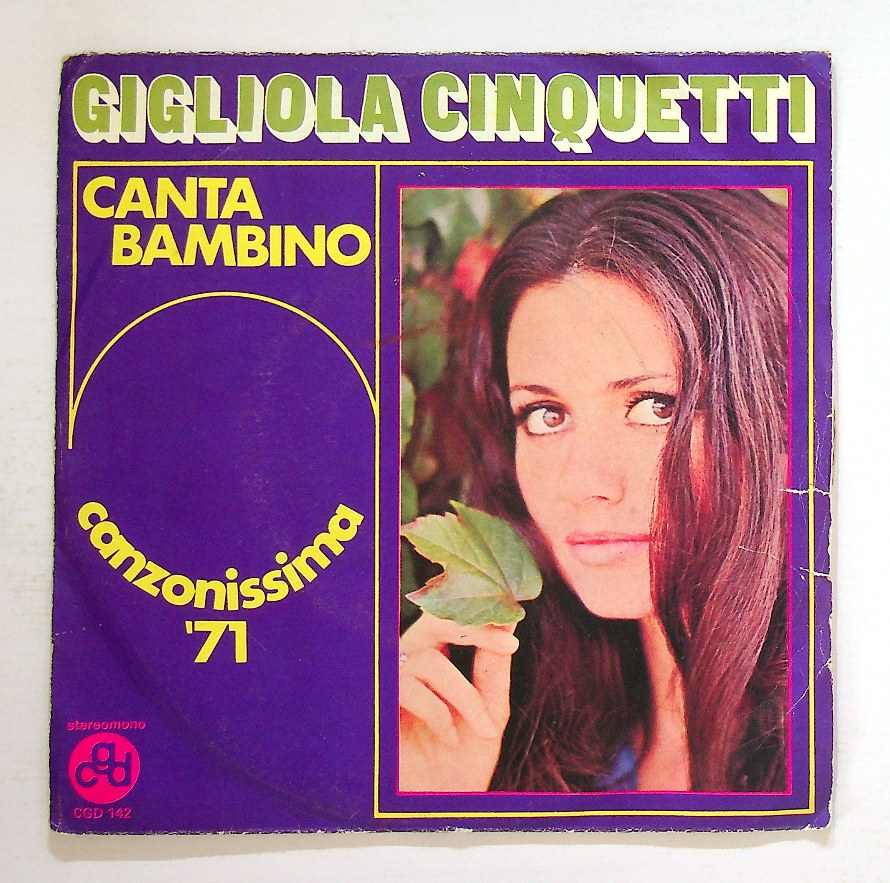 GIGLIOLA CINQUETTI
CANTA
BAMBINO
canzonissima
'71
stereomono
cgd
CGD 142